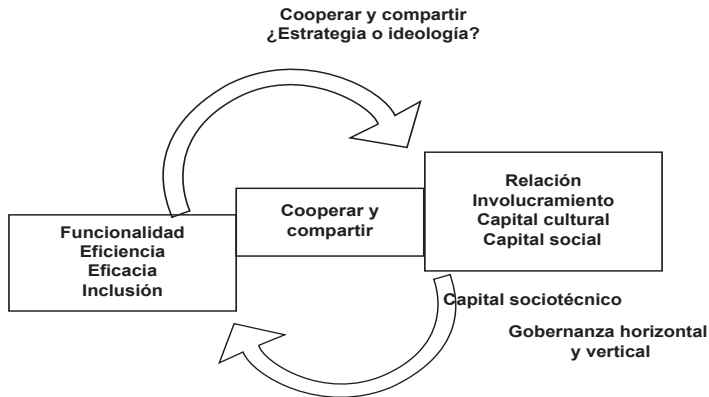 Cooperar y compartir
¿Estrategia o ideología?
Relación
Involucramiento
Capital cultural
Capital social
Cooperar y
compartir
Funcionalidad
Eficiencia
Eficacia
Inclusión
Capital sociotécnico
Gobernanza horizontal
y vertical